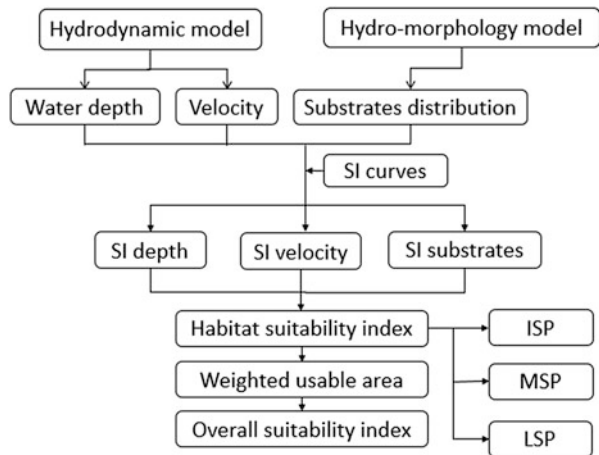 Hydrodynamic model
Hydro-morphology model
Water depth
Velocity
Substrates distribution
SI curves
SI depth
SI velocity
SI substrates
Habitat suitability index
ISP
Weighted usable area
MSP
Overall suitability index
LSP